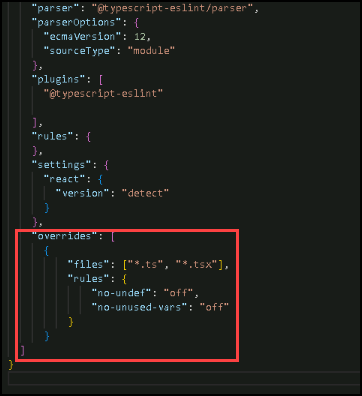 "parser": "@typescript-eslint/parser",
"parserOptions": {
"ecmaVersion": 12,
"sourceType": "module"
},
"plugins": [
"@typescript-eslint"
],
"rules": {
},
"settings": {
"react": {
"version": "detect"
}
},
"overrides": [
{
"files": ["*.ts", "*.tsx"],
"rules": {
"no-undef": "off",
"no-unused-vars": "off"
}
}
]
}